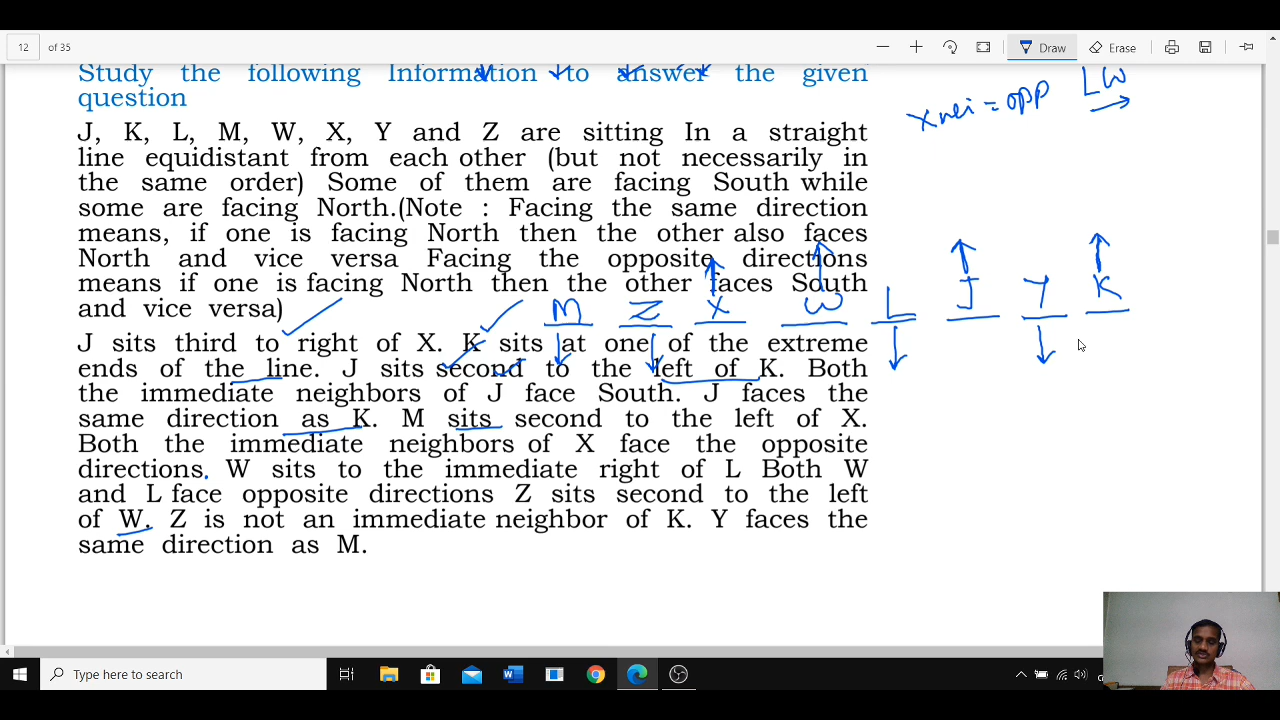 12 of 35
Draw
Erase
Study the following Information to answer the given
question
xnei = opp LW
J, K, L, M, W, X, Y and Z are sitting In a straight
line equidistant from each other (but not necessarily in
the same order) Some of them are facing South while
some are facing North.(Note : Facing the same direction
means, if one is facing North then the other also faces
North and vice versa Facing the opposite directions
means if one is facing North then the other faces South
and vice versa)
M Z X W L J Y K
J sits third to right of X. K sits at one of the extreme
ends of the line. J sits second to the left of K. Both
the immediate neighbors of J face South. J faces the
same direction as K. M sits second to the left of X.
Both the immediate neighbors of X face the opposite
directions. W sits to the immediate right of L Both W
and L face opposite directions Z sits second to the left
of W. Z is not an immediate neighbor of K. Y faces the
same direction as M.
Type here to search